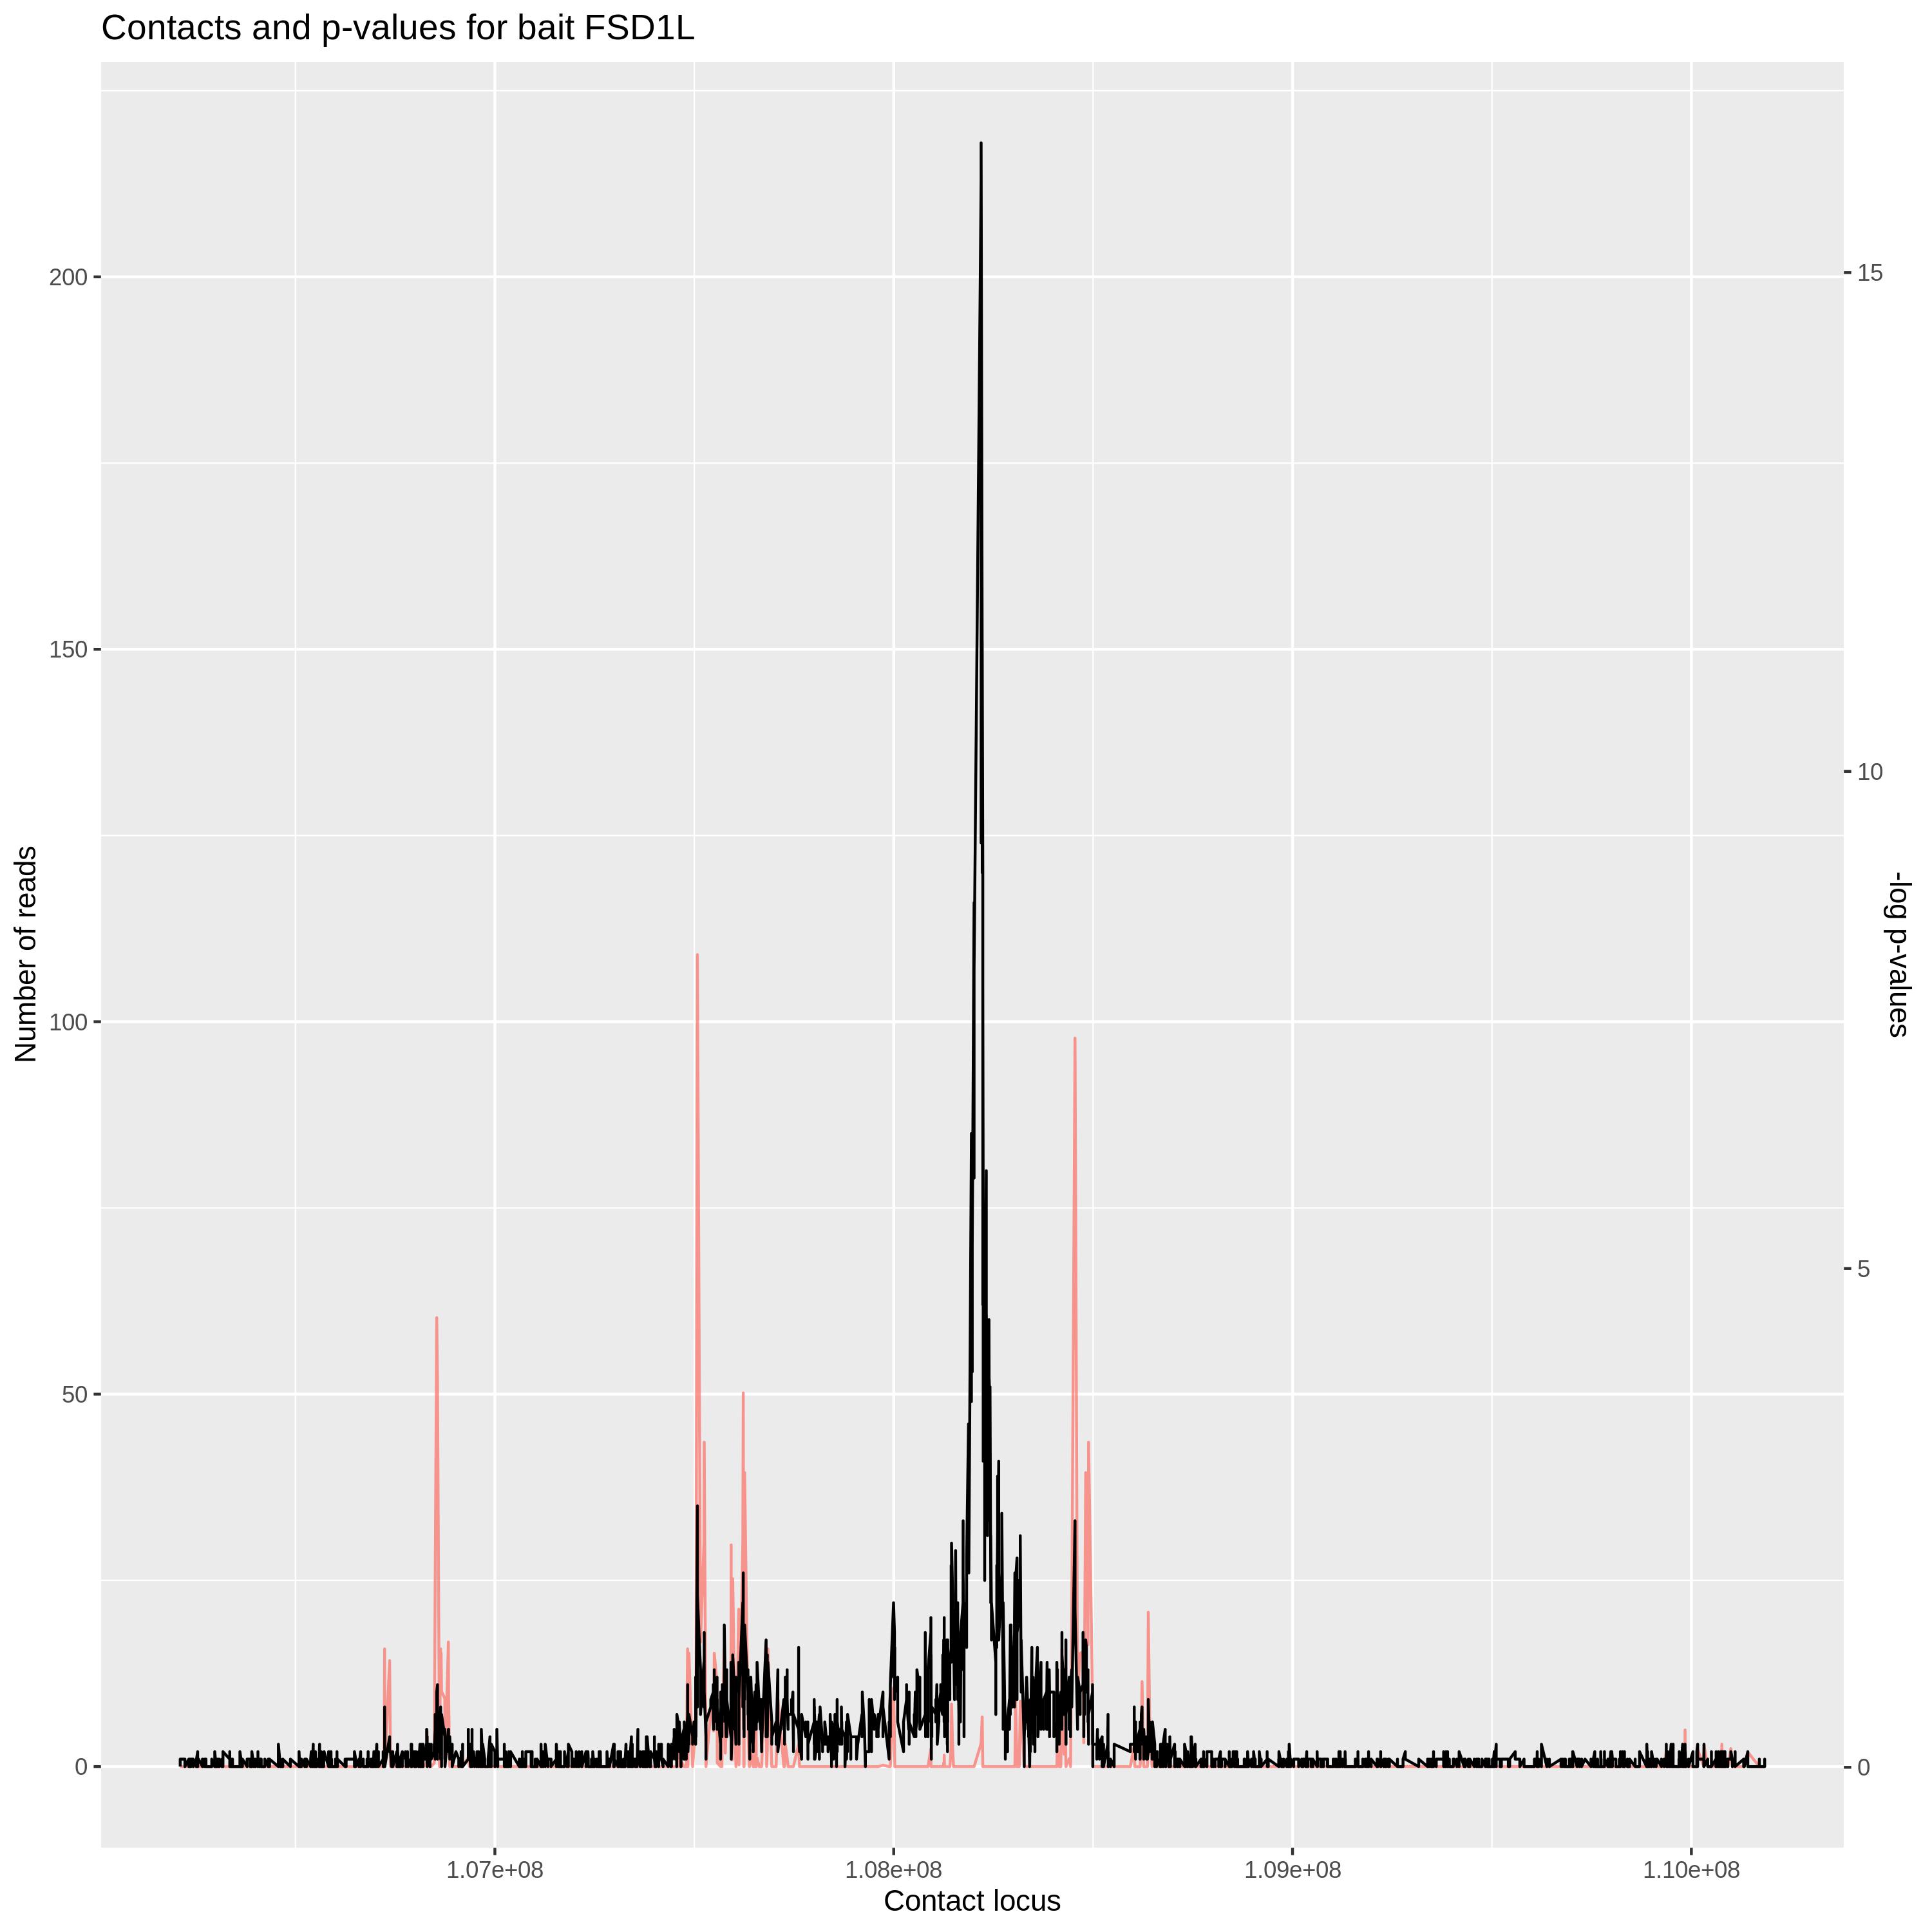 Contacts and p-values for bait FSD1L
200
150
100
50
0
Number of reads
15
10
5
0
-log p-values
1.07e+08
1.08e+08
1.09e+08
1.10e+08
Contact locus